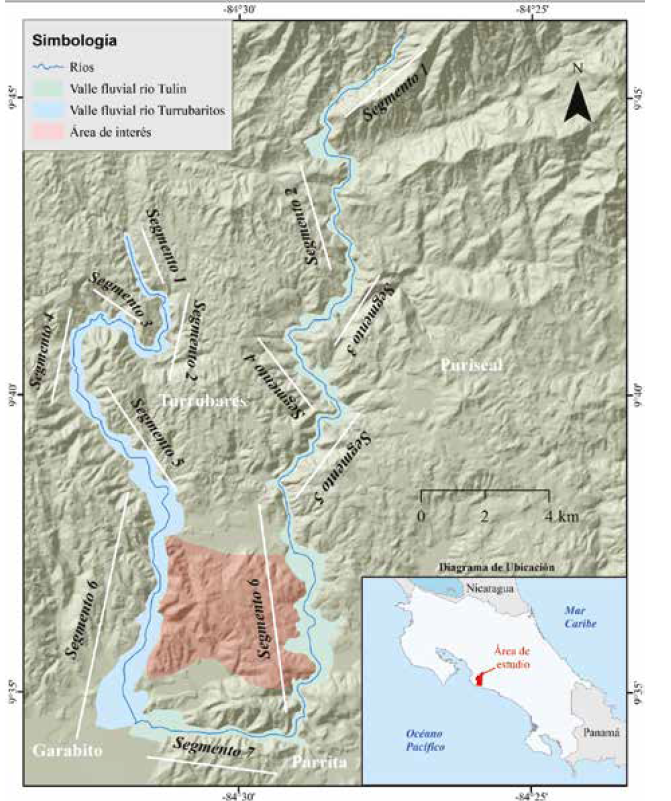 -84°30'
-84°25'
Simbología
Ríos
Valle fluvial río Tulin
Valle fluvial río Turrubaritos
Área de interés
9°45'
9°45'
N
Segmento 1
Segmento 2
Segmento 1
Segmento 3
Segmento 2
Segmento 4
Segmento 3
Segmento 4
Puriscal
9°40'
9°40'
Turrubares
Segmento 5
Segmento 5
0 2 4 km
Segmento 6
Segmento 6
Diagrama de Ubicación
Nicaragua
Mar
Caribe
Área de
estudio
Panamá
Océano
Pacífico
9°35'
9°35'
Garabito
Segmento 7
Parrita
-84°30'
-84°25'